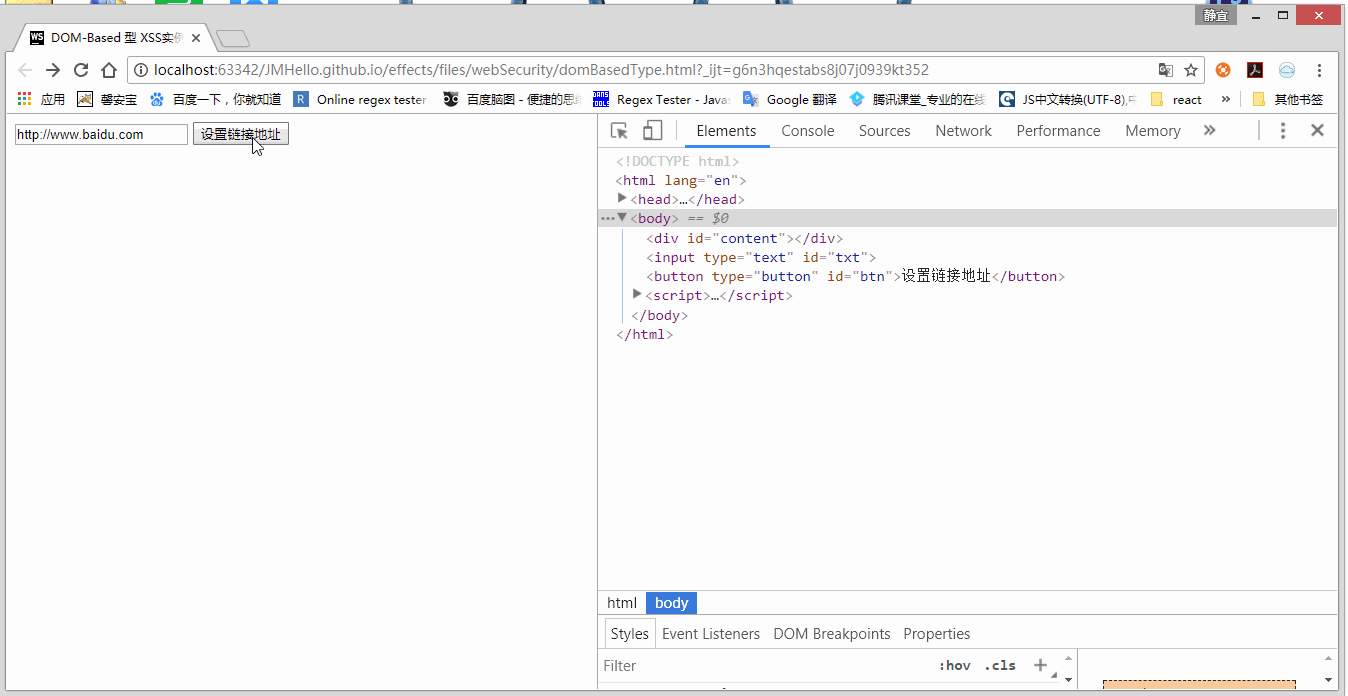 静宜
DOM-Based 型 XSS实例
localhost:63342/JMHello.github.io/effects/files/webSecurity/domBasedType.html?_ijt=g6n3hqestabs8j07j0939kt352
应用 馨安宝 百度一下，你就知道 R Online regex tester 百度脑图 - 便捷的思 Regex Tester - Javas Google 翻译 腾讯课堂_专业的在线 JS中文转换(UTF-8),中 react » 其他书签
http://www.baidu.com 设置链接地址
Elements Console Sources Network Performance Memory »
<!DOCTYPE html>
<html lang="en">
<head>…</head>
<body> == $0
<div id="content"></div>
<input type="text" id="txt">
<button type="button" id="btn">设置链接地址</button>
<script>…</script>
</body>
</html>
html body
Styles Event Listeners DOM Breakpoints Properties
Filter :hov .cls +